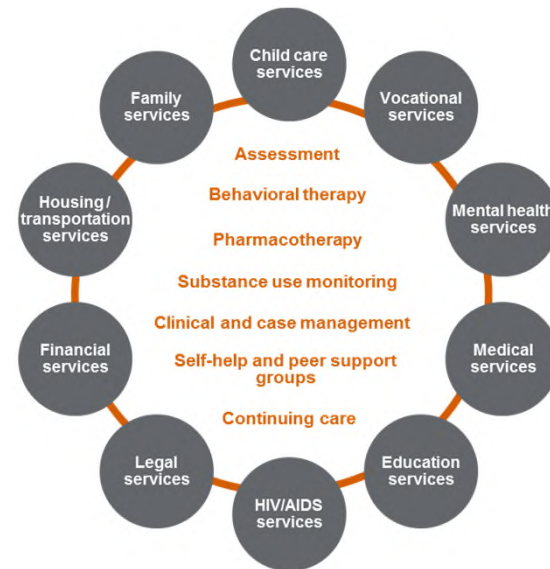 Child care
services
Family
services
Vocational
services
Assessment
Behavioral therapy
Housing/
transportation
services
Mental health
services
Pharmacotherapy
Substance use monitoring
Clinical and case management
Financial
services
Medical
services
Self-help and peer support
groups
Continuing care
Legal
services
Education
services
HIV/AIDS
services